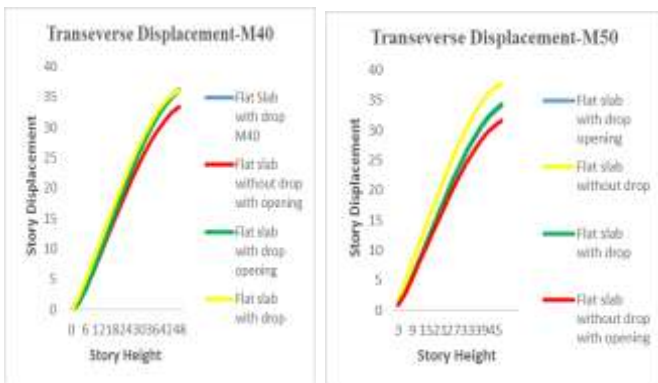 Transeverse Displacement-M40
40
35
30
25
20
15
10
5
0
Story Displacement
0 6 12182430364248
Story Height
Flat Slab
with drop
M40
Flat slab
without drop
with opening
Flat slab
with drop
opening
Flat slab
with drop
Transeverse Displacement-M50
40
35
30
25
20
15
10
5
0
Story Displacement
3 9 152127333945
Story Height
Flat slab
with drop
opening
Flat slab
without drop
Flat slab
with drop
Flat slab
without drop
with opening